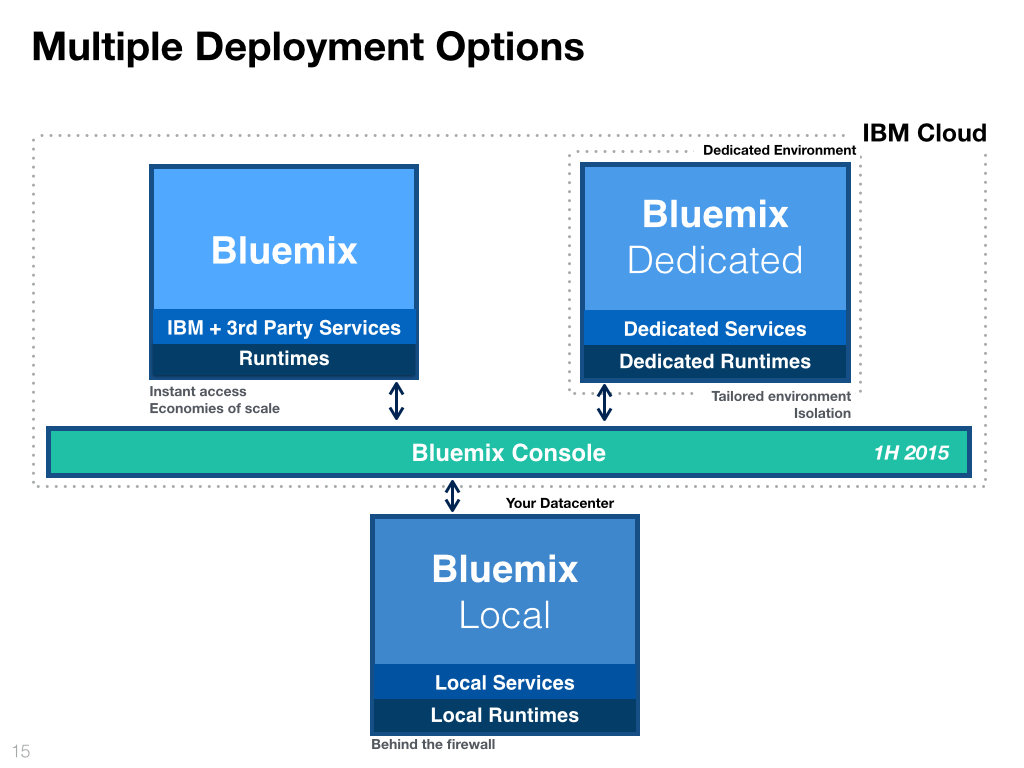 Multiple Deployment Options
IBM Cloud
Dedicated Environment
Bluemix
IBM + 3rd Party Services
Runtimes
Instant access
Economies of scale
Bluemix
Dedicated
Dedicated Services
Dedicated Runtimes
Tailored environment
Isolation
Bluemix Console
1H 2015
Your Datacenter
Bluemix
Local
Local Services
Local Runtimes
Behind the firewall
15